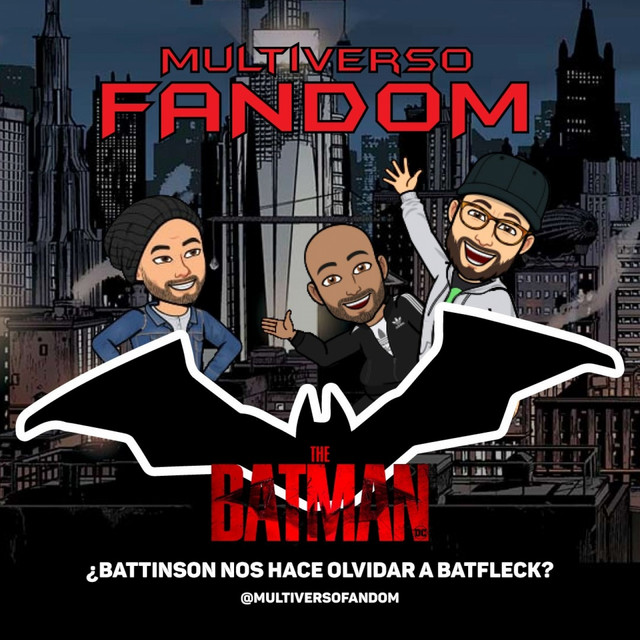 MULTIVERSO
FANDOM
THE
BATMAN
DC
¿BATTINSON NOS HACE OLVIDAR A BATFLECK?
@MULTIVERSOFANDOM